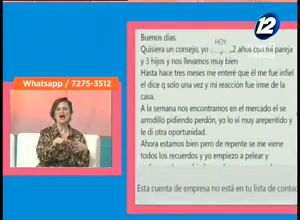 12
HOY
Buenos días
Quisiera un consejo, yo 12 años con mi pareja
y 3 hijos y nos llevamos muy bien
Hasta hace tres meses me enteré que él me fue infiel
el dice q solo una vez y mi reacción fue irme de la
casa.
A la semana nos encontramos en el mercado el se
arrodilló pidiendo perdón, yo lo vi muy arrepentido y
le di otra oportunidad.
Ahora estamos bien pero de repente se me viene
todos los recuerdos y yo empiezo a pelear y
Esta cuenta de empresa no está en tu lista de contac
Whatsapp / 7275-3512